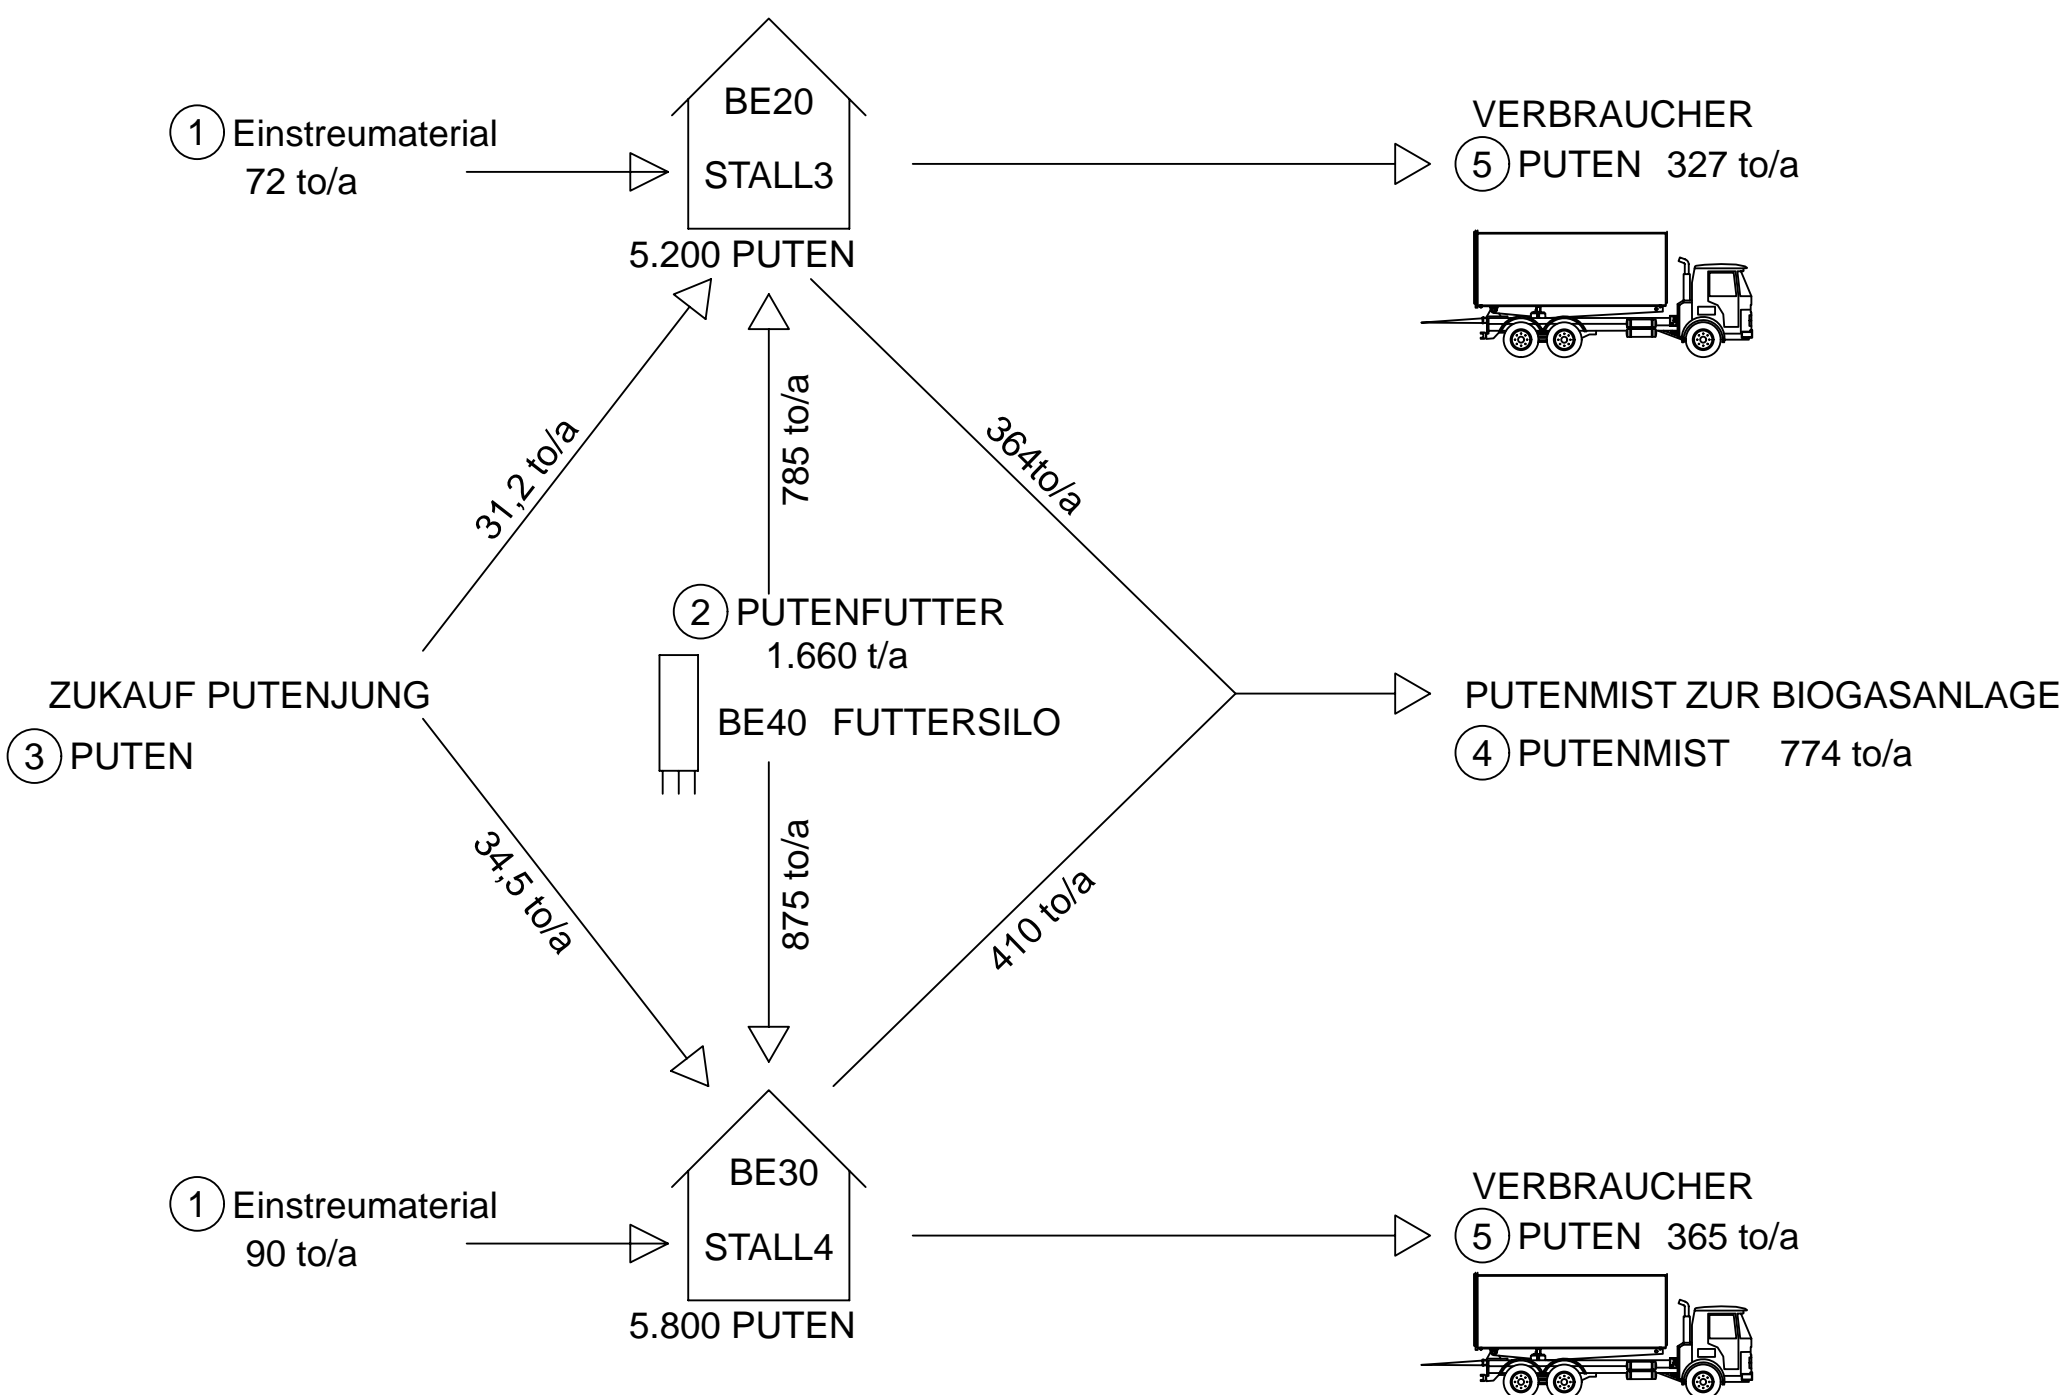 BE20
STALL3
5.200 PUTEN
1 Einstreumaterial
72 to/a
VERBRAUCHER
5 PUTEN 327 to/a
31,2 to/a
785 to/a
364to/a
2 PUTENFUTTER
1.660 t/a
BE40 FUTTERSILO
ZUKAUF PUTENJUNG
3 PUTEN
PUTENMIST ZUR BIOGASANLAGE
4 PUTENMIST 774 to/a
34,5 to/a
875 to/a
410 to/a
BE30
STALL4
5.800 PUTEN
1 Einstreumaterial
90 to/a
VERBRAUCHER
5 PUTEN 365 to/a